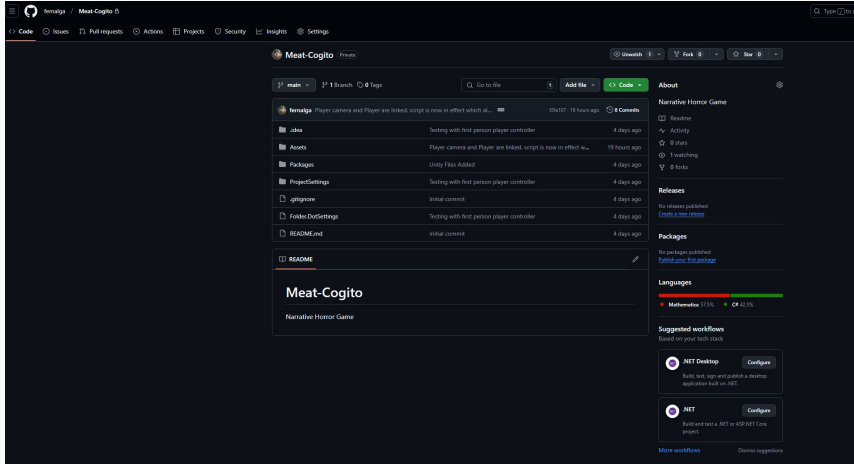 fernalga / Meat-Cogito
Type / to
Code Issues Pull requests Actions Projects Security Insights Settings
Meat-Cogito Private
Unwatch 1 Fork 0 Star 0
main 1 Branch 0 Tags Go to file t Add file Code
About
Narrative Horror Game
Readme
Activity
0 stars
1 watching
0 forks
fernalga Player camera and Player are linked. script is now in effect which al... 19 hours ago 8 Commits
.idea Testing with first person player controller 4 days ago
Assets Player camera and Player are linked. script is now in effect w... 19 hours ago
Packages Unity Files Added 4 days ago
ProjectSettings Testing with first person player controller 4 days ago
.gitignore Initial commit 4 days ago
Folder.DotSettings Testing with first person player controller 4 days ago
README.md Initial commit 4 days ago
Releases
No releases published
Create a new release
Packages
No packages published
Publish your first package
README
Meat-Cogito
Narrative Horror Game
Languages
Mathematica 57.5% C# 42.5%
Suggested workflows
Based on your tech stack
.NET Desktop Configure
Build, test, sign and publish a desktop
application built on .NET.
.NET Configure
Build and test a .NET or ASP.NET Core
project.
More workflows Dismiss suggestions